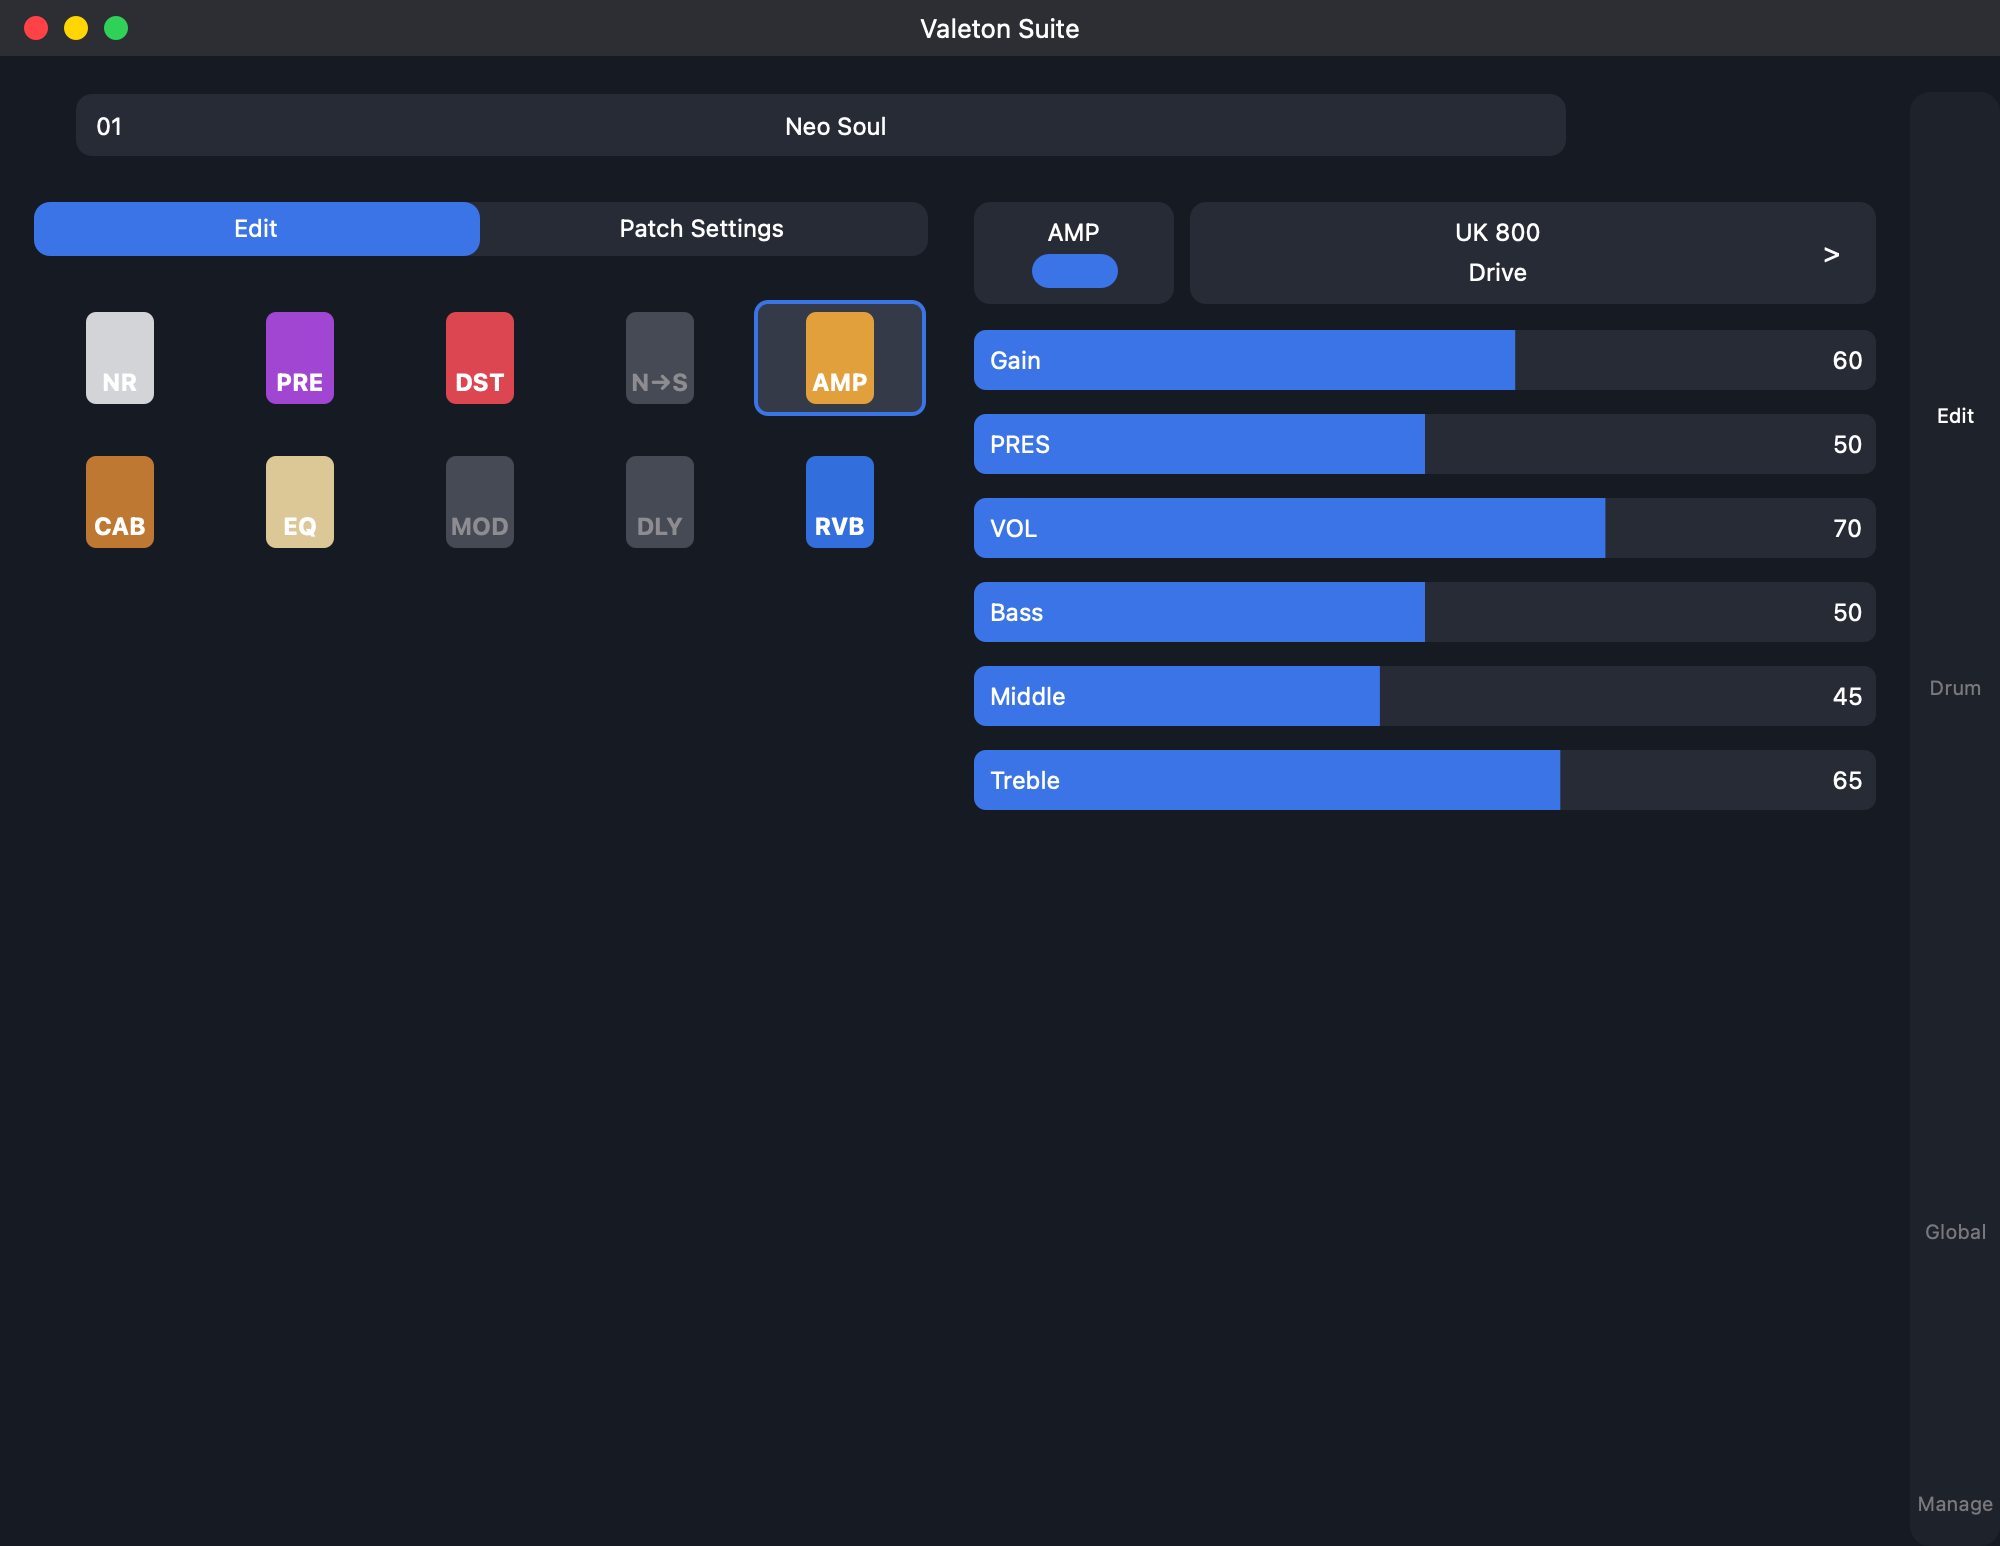 Valeton Suite
01 Neo Soul
Edit Patch Settings
NR PRE DST N→S AMP
CAB EQ MOD DLY RVB
AMP
UK 800
Drive
>
Gain 60
PRES 50
VOL 70
Bass 50
Middle 45
Treble 65
Edit
Drum
Global
Manage